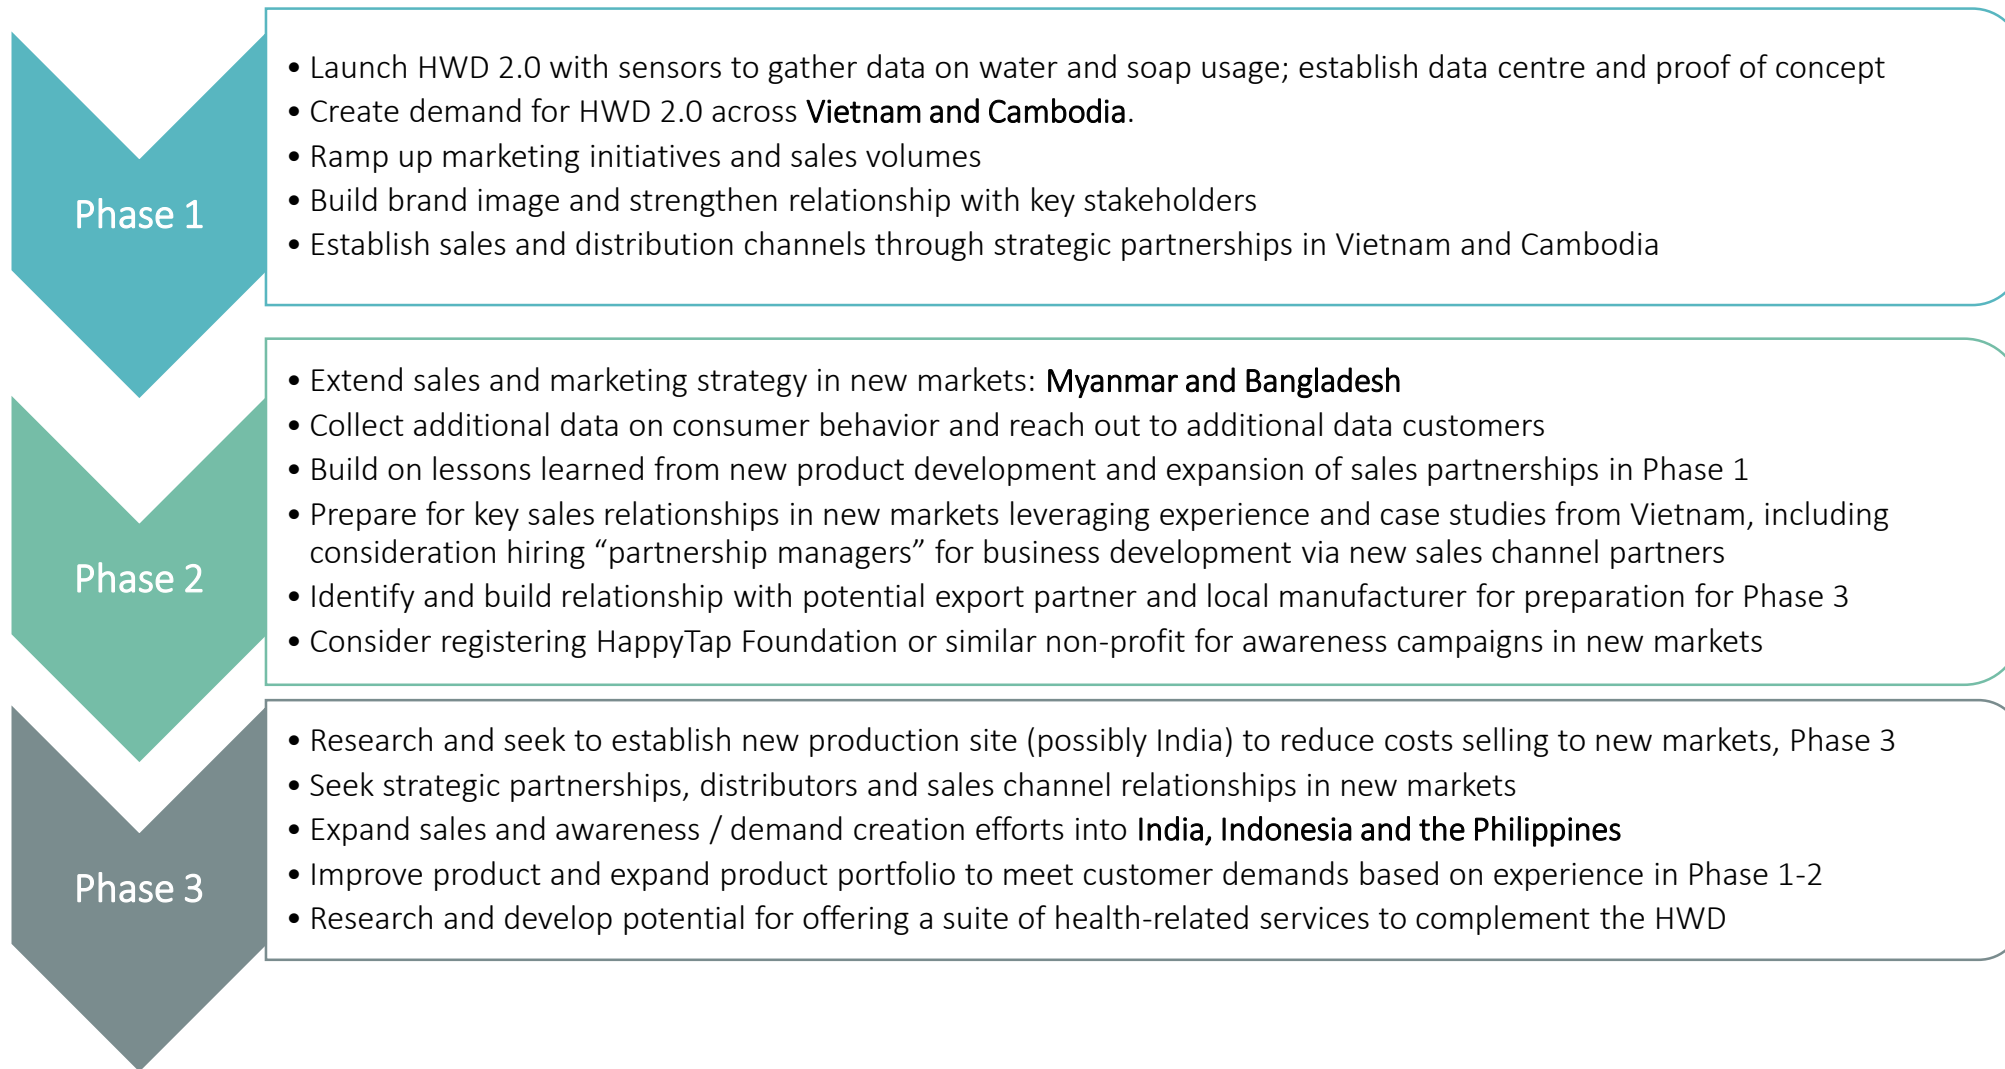 Phase 1
• Launch HWD 2.0 with sensors to gather data on water and soap usage; establish data centre and proof of concept
• Create demand for HWD 2.0 across Vietnam and Cambodia.
• Ramp up marketing initiatives and sales volumes
• Build brand image and strengthen relationship with key stakeholders
• Establish sales and distribution channels through strategic partnerships in Vietnam and Cambodia
Phase 2
• Extend sales and marketing strategy in new markets: Myanmar and Bangladesh
• Collect additional data on consumer behavior and reach out to additional data customers
• Build on lessons learned from new product development and expansion of sales partnerships in Phase 1
• Prepare for key sales relationships in new markets leveraging experience and case studies from Vietnam, including
consideration hiring “partnership managers” for business development via new sales channel partners
• Identify and build relationship with potential export partner and local manufacturer for preparation for Phase 3
• Consider registering HappyTap Foundation or similar non-profit for awareness campaigns in new markets
Phase 3
• Research and seek to establish new production site (possibly India) to reduce costs selling to new markets, Phase 3
• Seek strategic partnerships, distributors and sales channel relationships in new markets
• Expand sales and awareness / demand creation efforts into India, Indonesia and the Philippines
• Improve product and expand product portfolio to meet customer demands based on experience in Phase 1-2
• Research and develop potential for offering a suite of health-related services to complement the HWD